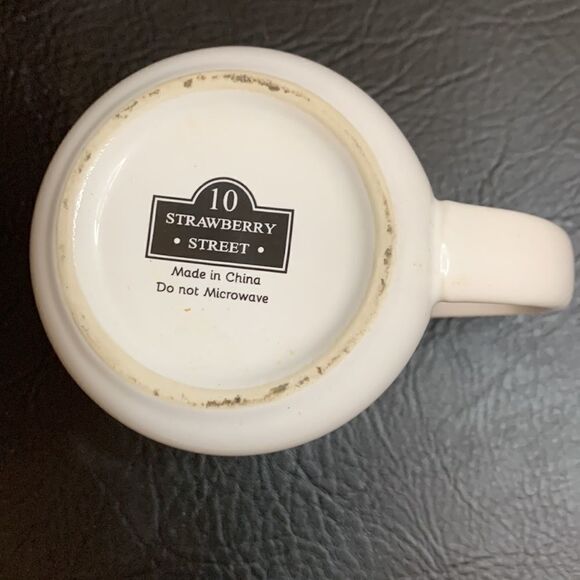 10
STRAWBERRY
• STREET •
Made in China
Do not Microwave